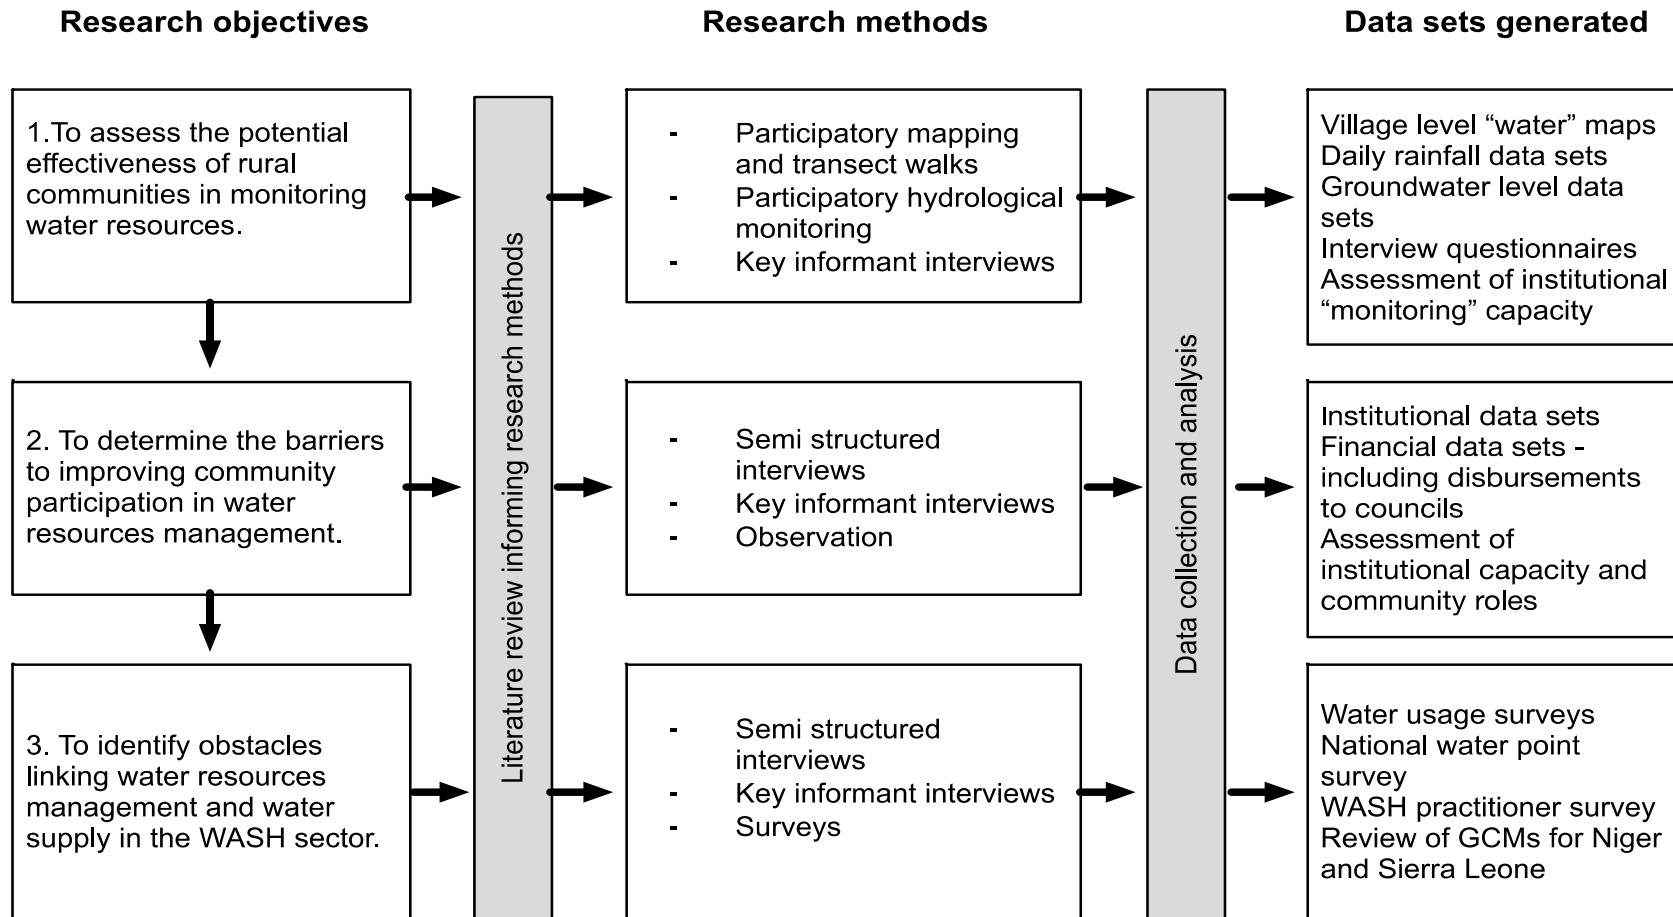 Research objectives
Research methods
Data sets generated
1.To assess the potential
effectiveness of rural
communities in monitoring
water resources.
2. To determine the barriers
to improving community
participation in water
resources management.
3. To identify obstacles
linking water resources
management and water
supply in the WASH sector.
Literature review informing research methods
- Participatory mapping
and transect walks
- Participatory hydrological
monitoring
- Key informant interviews
- Semi structured
interviews
- Key informant interviews
- Observation
- Semi structured
interviews
- Key informant interviews
- Surveys
Data collection and analysis
Village level “water” maps
Daily rainfall data sets
Groundwater level data
sets
Interview questionnaires
Assessment of institutional
“monitoring” capacity
Institutional data sets
Financial data sets -
including disbursements
to councils
Assessment of
institutional capacity and
community roles
Water usage surveys
National water point
survey
WASH practitioner survey
Review of GCMs for Niger
and Sierra Leone